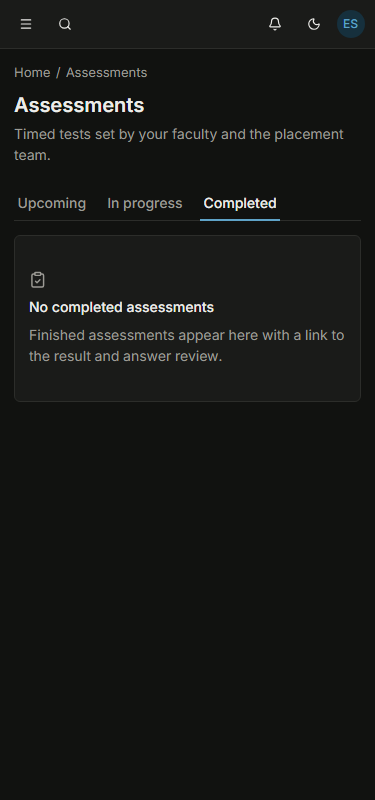 ES
Home / Assessments
Assessments
Timed tests set by your faculty and the placement
team.
Upcoming In progress Completed
No completed assessments
Finished assessments appear here with a link to
the result and answer review.